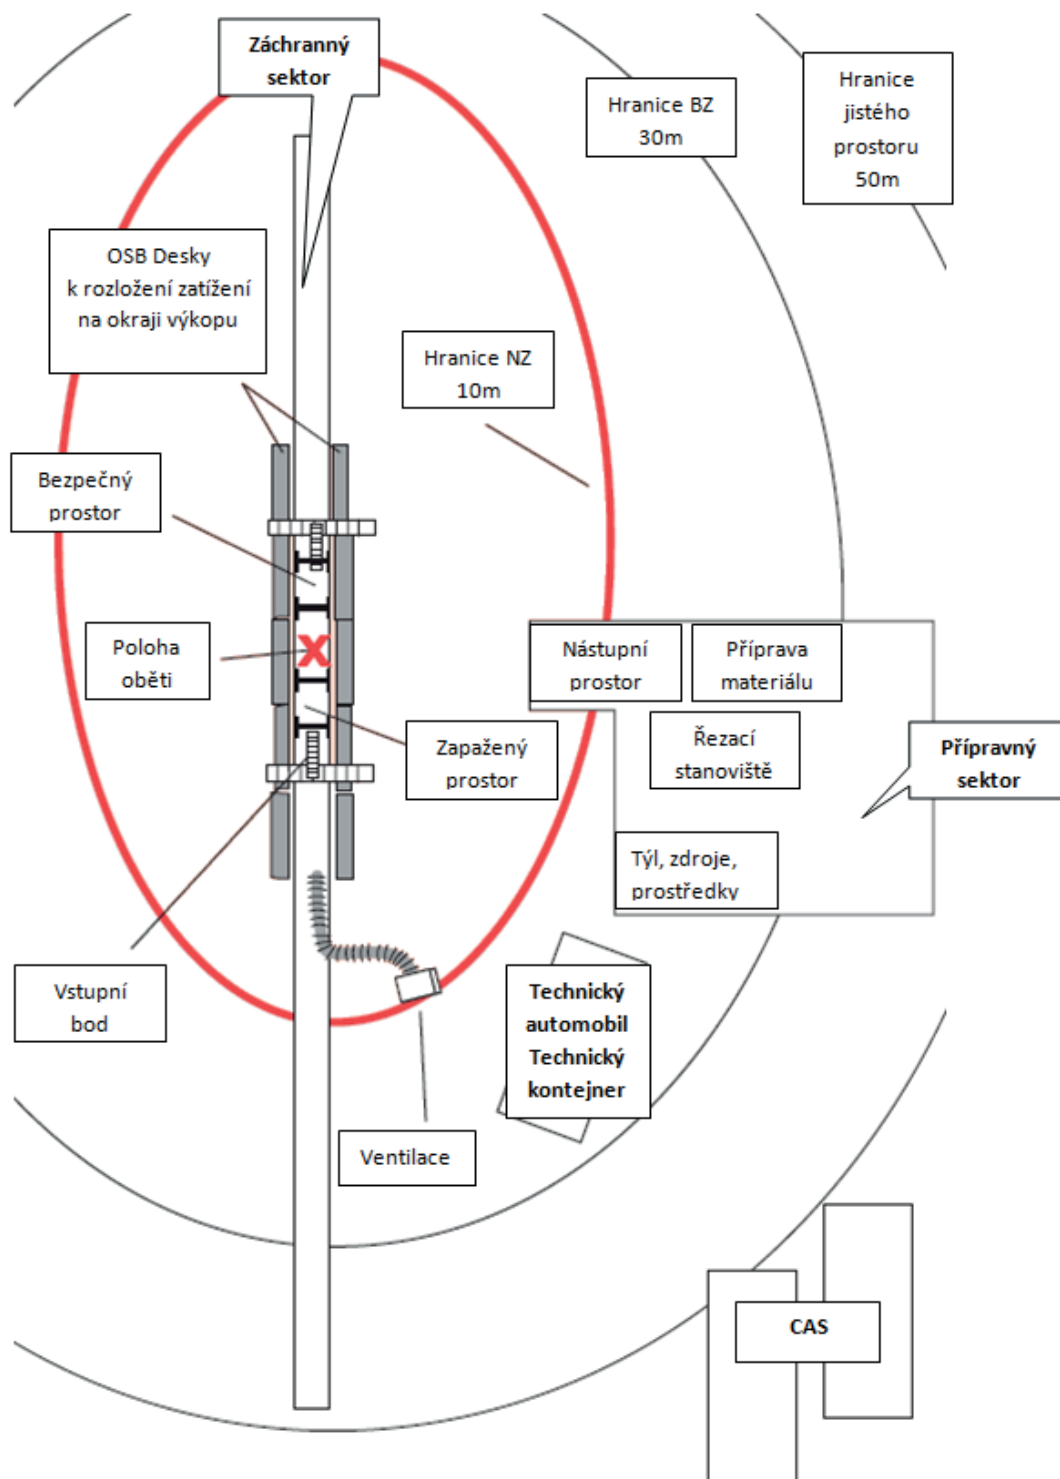 Záchranný
sektor
Hranice BZ
30m
Hranice
jistého
prostoru
50m
OSB Desky
k rozložení zatížení
na okraji výkopu
Hranice NZ
10m
Bezpečný
prostor
Poloha
oběti
Nástupní
prostor
Příprava
materiálu
Řezací
stanoviště
Přípravný
sektor
Zapažený
prostor
Týl, zdroje,
prostředky
Vstupní
bod
Technický
automobil
Technický
kontejner
Ventilace
CAS